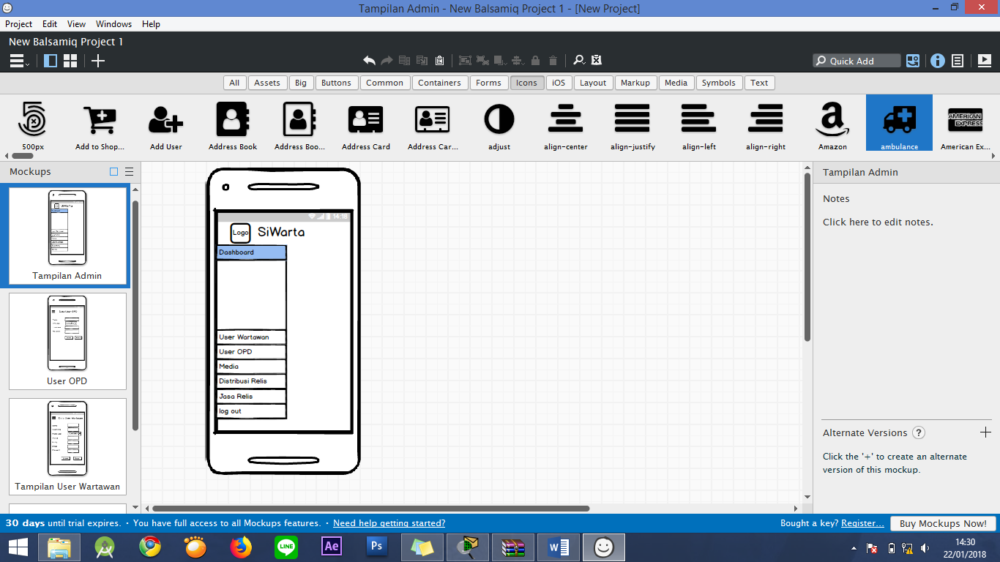 Tampilan Admin - New Balsamiq Project 1 - [New Project]
Project Edit View Windows Help
New Balsamiq Project 1
Quick Add
All Assets Big Buttons Common Containers Forms Icons iOS Layout Markup Media Symbols Text
500px Add to Shop... Add User Address Book Address Boo... Address Card Address Car... adjust align-center align-justify align-left align-right Amazon ambulance American Ex...
AMERICAN
EXPRESS
Mockups
Tampilan Admin
User OPD
Tampilan User Wartawan
14:18
Logo SiWarta
Dashboard
User Wartawan
User OPD
Media
Distribusi Relis
Jasa Relis
log out
Tampilan Admin
Notes
Click here to edit notes.
Alternate Versions ?
Click the '+' to create an alternate
version of this mockup.
30 days until trial expires. · You have full access to all Mockups features. · Need help getting started?
Bought a key? Register... Buy Mockups Now!
LINE Ae Ps W
14:30
22/01/2018